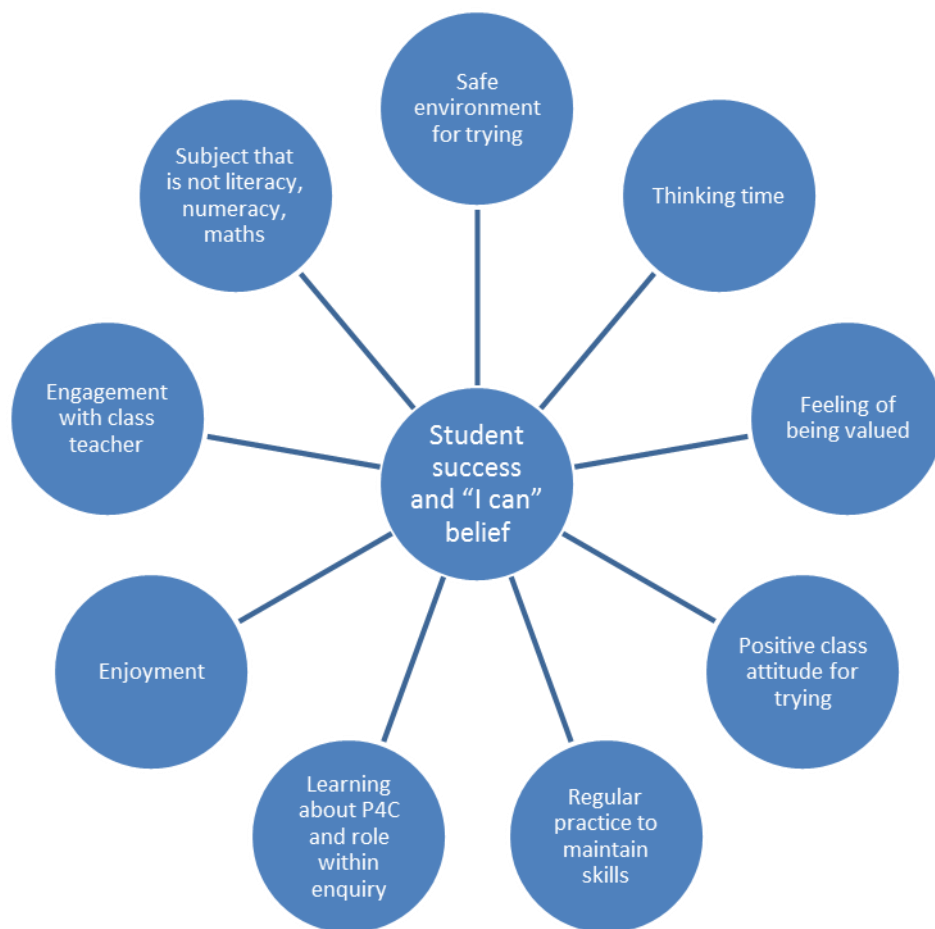 Safe
environment
for trying
Thinking time
Feeling of
being valued
Positive class
attitude for
trying
Regular
practice to
maintain
skills
Learning
about P4C
and role
within
enquiry
Enjoyment
Engagement
with class
teacher
Subject that
is not literacy,
numeracy,
maths
Student
success
and “I can”
belief